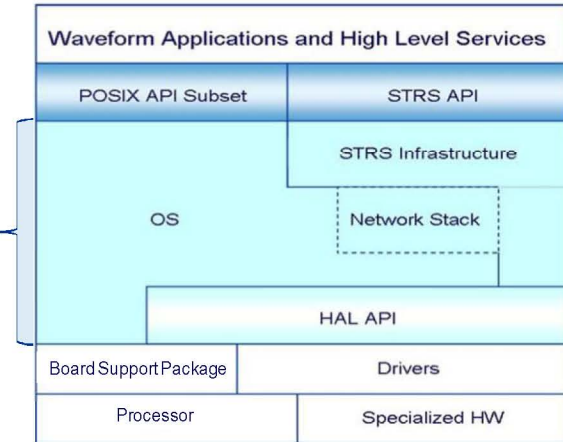 Waveform Applications and High Level Services
POSIX API Subset
STRS API
STRS Infrastructure
OS
Network Stack
HAL API
Board Support Package
Drivers
Processor
Specialized HW